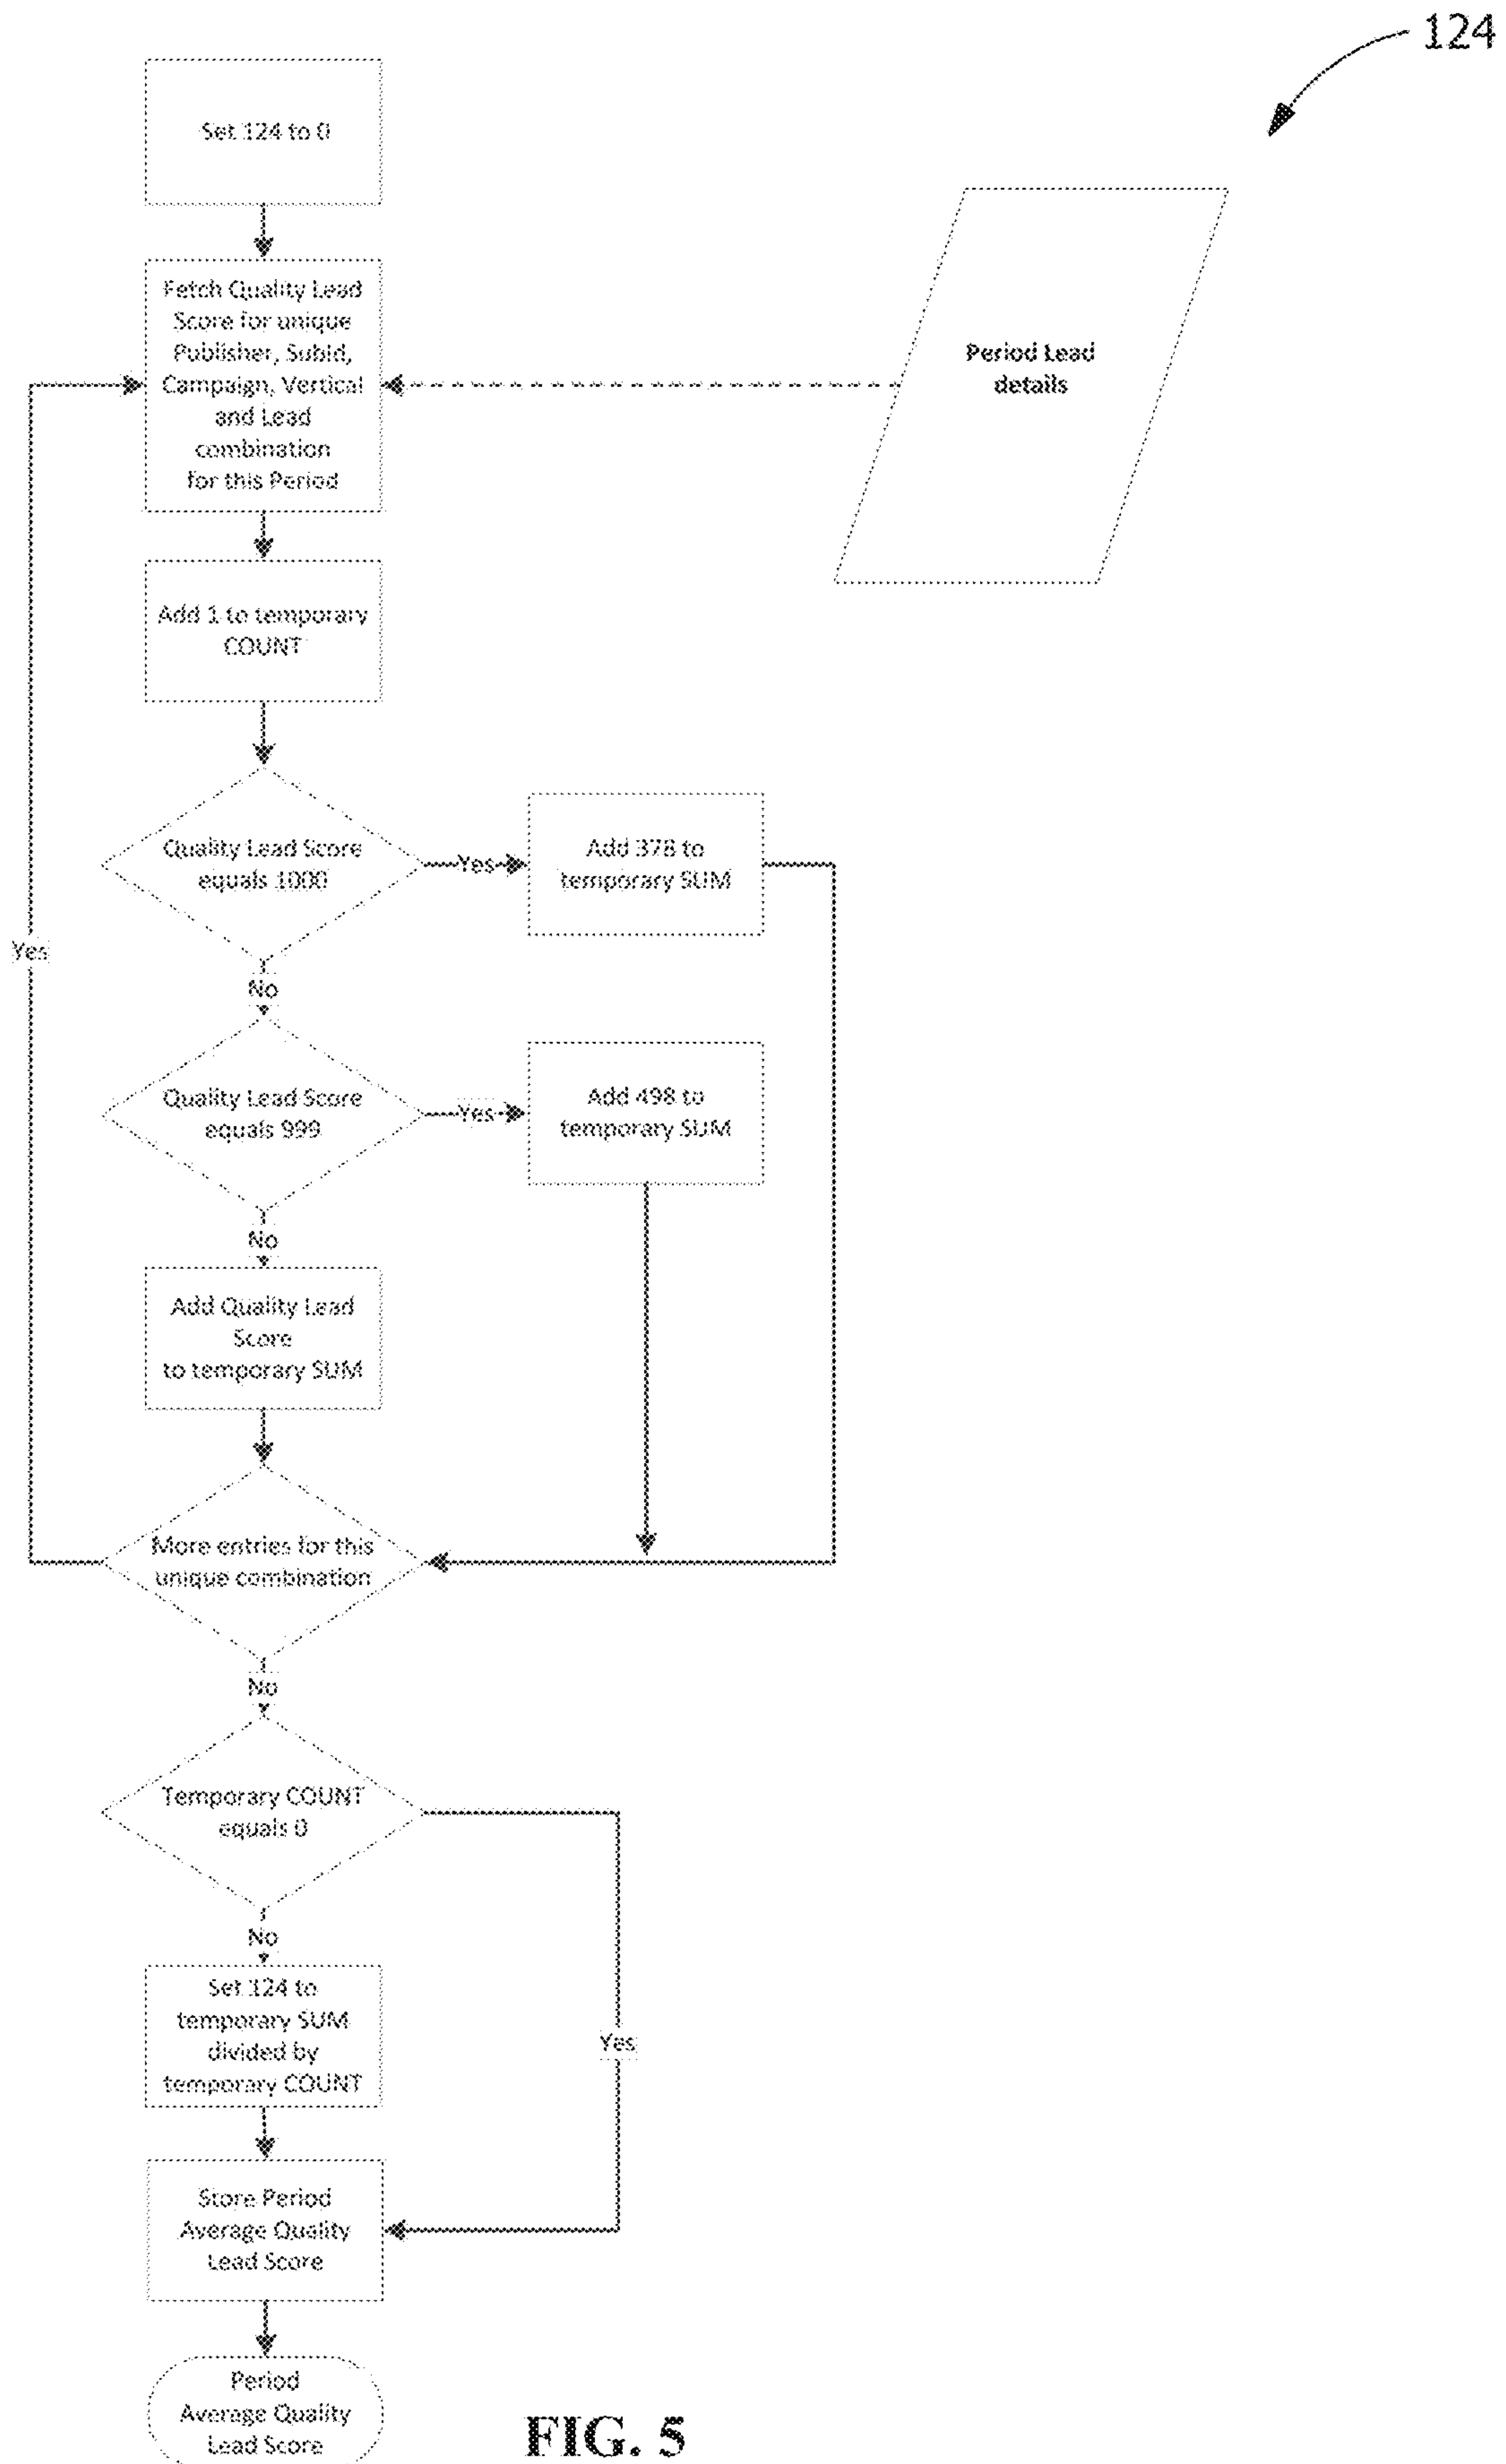 124
Set 124 to 0
Fetch Quality Lead
Score for unique
Publisher, SubId,
Campaign, Vertical
and Lead
combination
for this Period
Period Lead
details
Add 1 to temporary
COUNT
Quality Lead Score
equals 1000
Yes
Add 378 to
temporary SUM
Yes
No
Quality Lead Score
equals 999
Yes
Add 498 to
temporary SUM
No
Add Quality Lead
Score
to temporary SUM
More entries for this
unique combination
No
Temporary COUNT
equals 0
No
Set 124 to
temporary SUM
divided by
temporary COUNT
Yes
Store Period
Average Quality
Lead Score
Period
Average Quality
Lead Score
FIG. 5